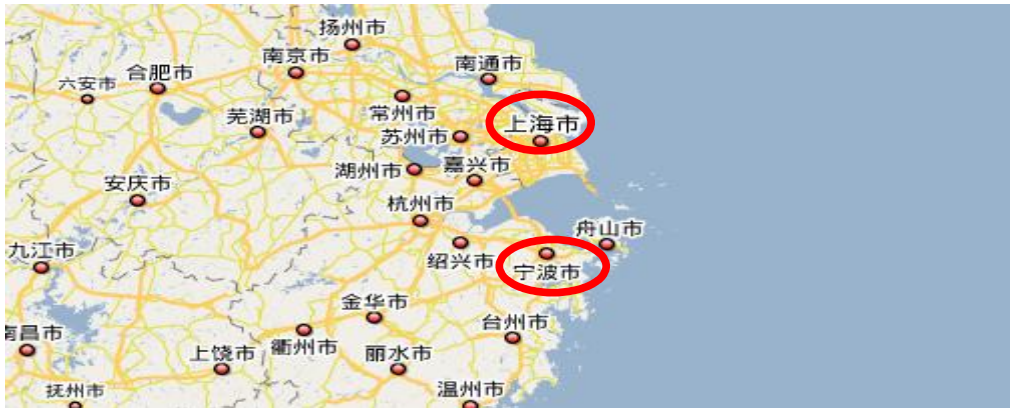 扬州市
南京市
南通市
合肥市
六安市
常州市
芜湖市
上海市
苏州市
湖州市
嘉兴市
安庆市
杭州市
舟山市
九江市
绍兴市
宁波市
金华市
台州市
南昌市
衢州市
上饶市
丽水市
抚州市
温州市